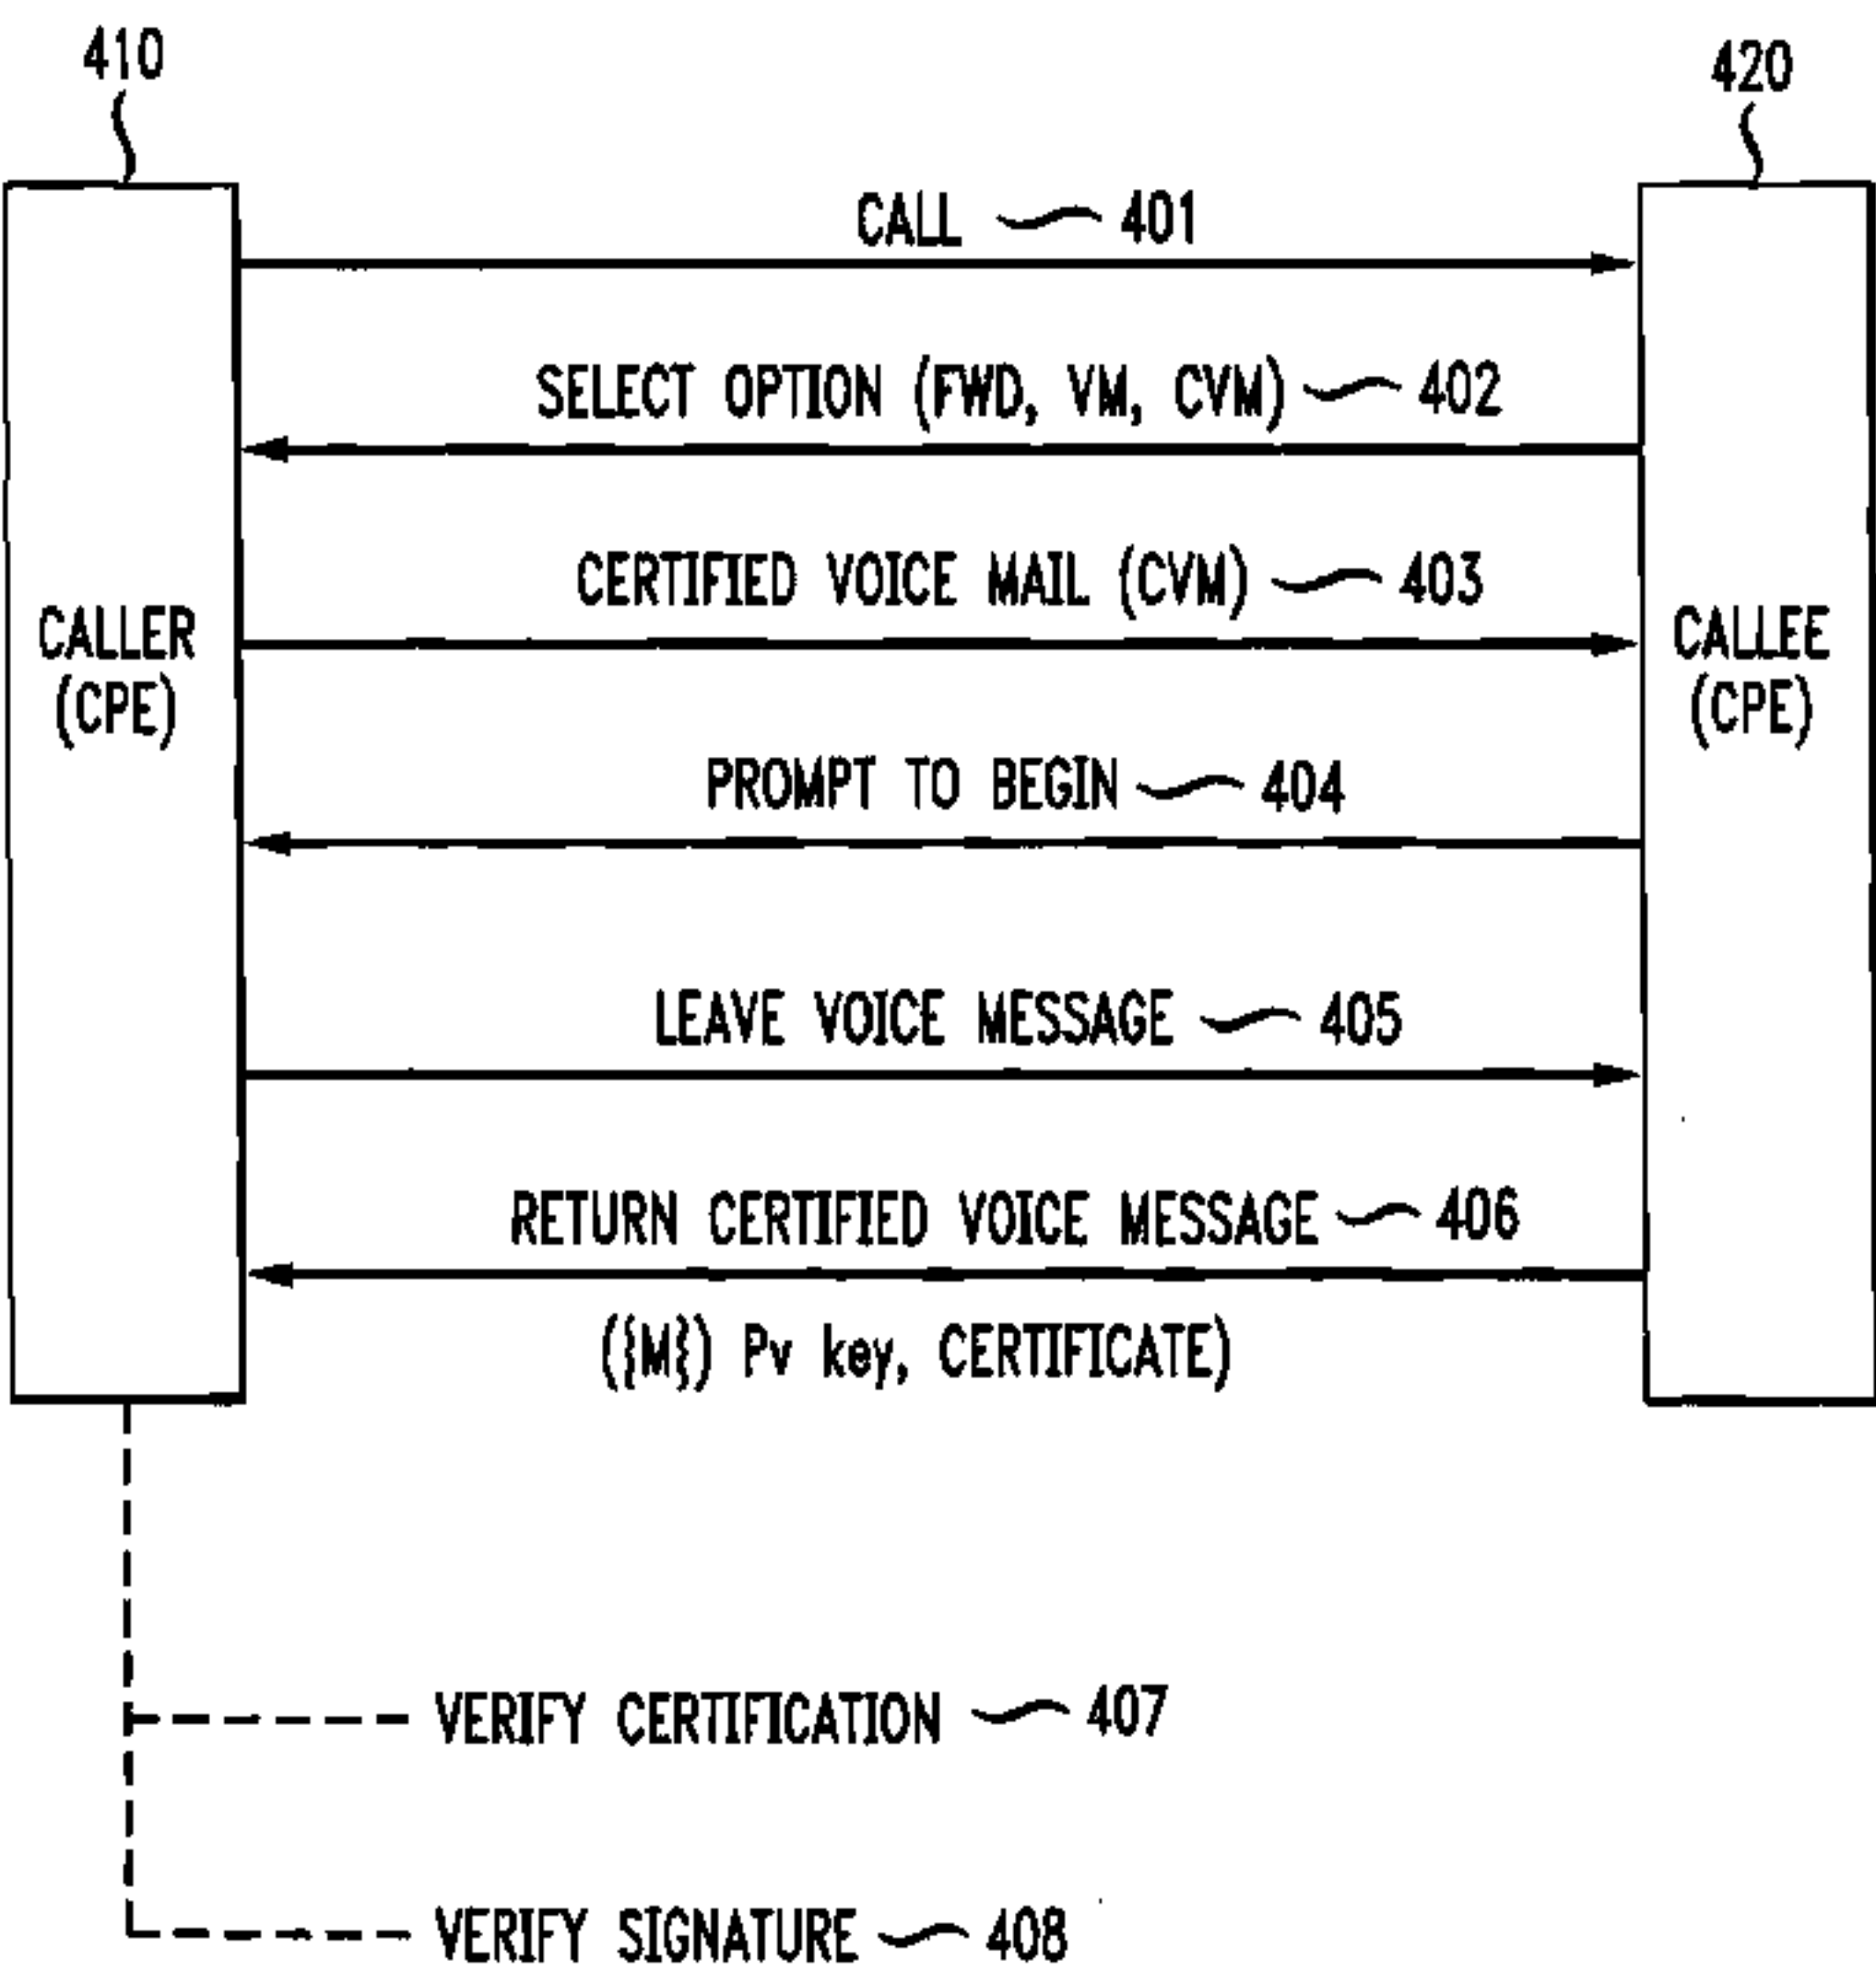 410
420
CALL 401
SELECT OPTION (FWD, VM, CVM) 402
CERTIFIED VOICE MAIL (CVM) 403
CALLER
(CPE)
CALLEE
(CPE)
PROMPT TO BEGIN 404
LEAVE VOICE MESSAGE 405
RETURN CERTIFIED VOICE MESSAGE 406
({M}) Pv key, CERTIFICATE)
VERIFY CERTIFICATION 407
VERIFY SIGNATURE 408